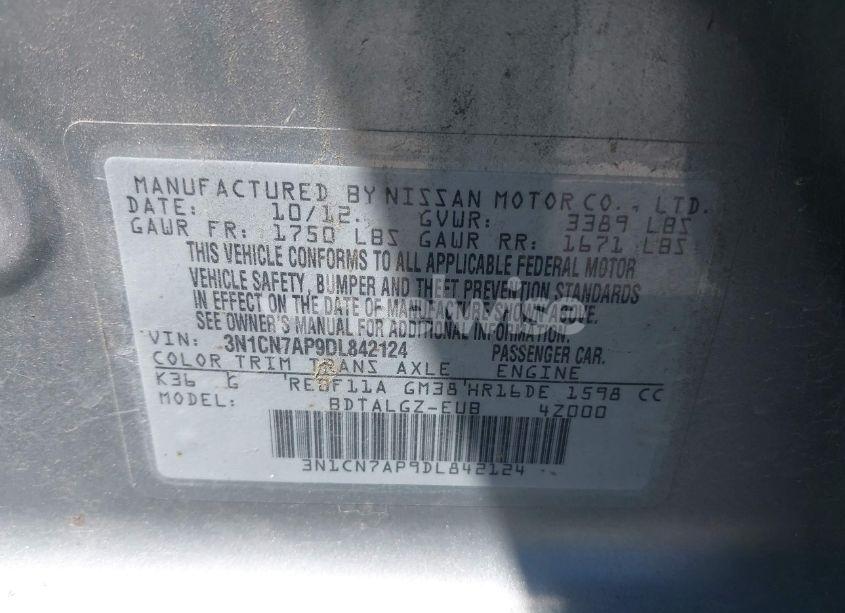 MANUFACTURED BY NISSAN MOTOR CO., LTD.
DATE: 10/12. GVWR: 3389 LBS
GAWR FR: 1750 LBS GAWR RR: 1671 LBS
THIS VEHICLE CONFORMS TO ALL APPLICABLE FEDERAL MOTOR
VEHICLE SAFETY, BUMPER AND THEFT PREVENTION STANDARDS
IN EFFECT ON THE DATE OF MANUFACTURE SHOWN ABOVE.
SEE OWNER'S MANUAL FOR ADDITIONAL INFORMATION.
VIN: 3N1CN7AP9DL842124 PASSENGER CAR.
COLOR TRIM TRANS AXLE ENGINE
K36 G RE0F11A GM38 HR16DE 1598 CC
MODEL: BDTALGZ-EUB 4Z000
3N1CN7AP9DL842124